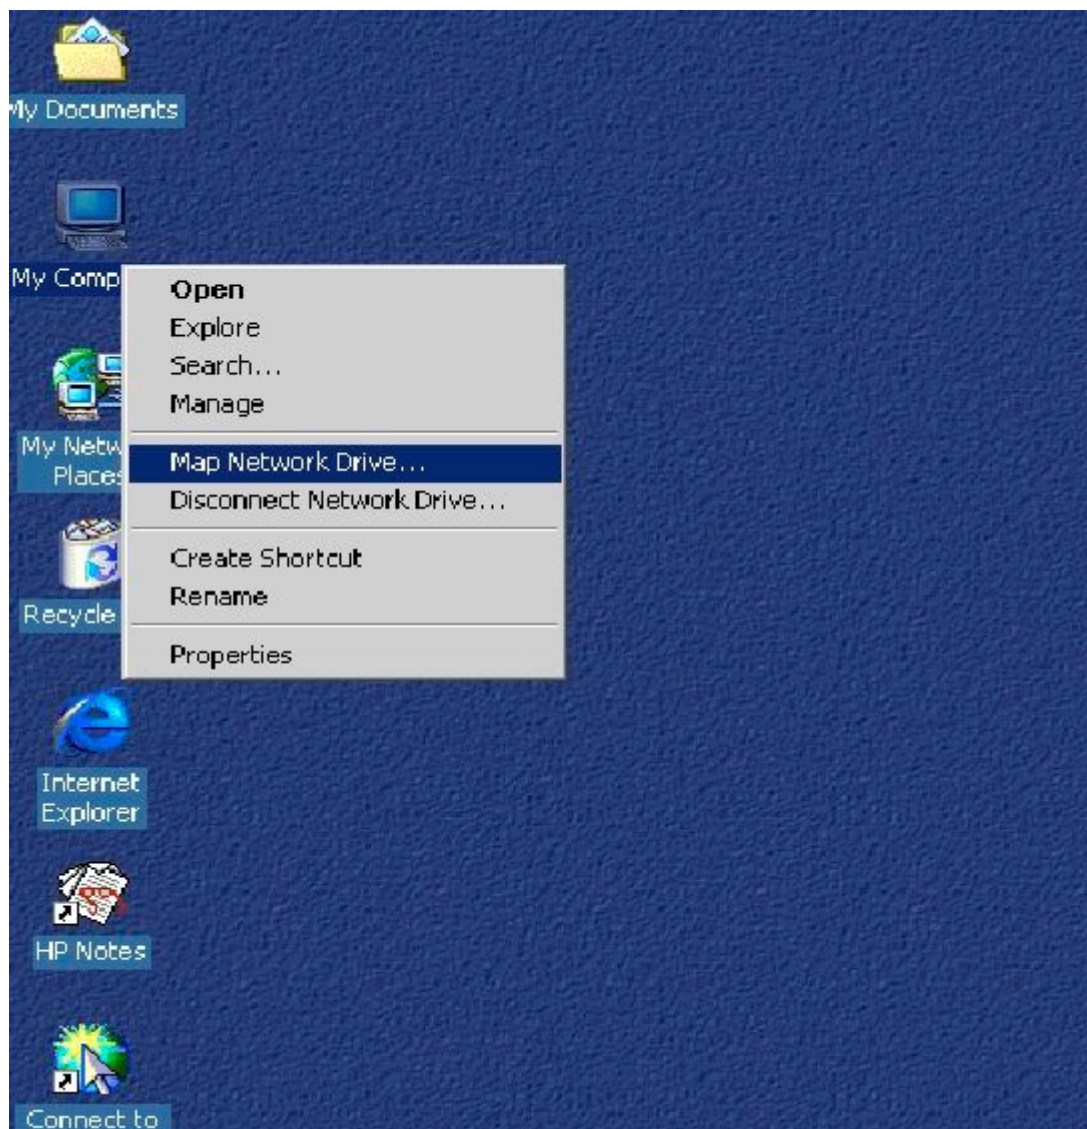 My Documents
My Comp
Open
Explore
Search...
Manage
My Netw
Places
Map Network Drive...
Disconnect Network Drive...
Create Shortcut
Rename
Recycle
Properties
Internet
Explorer
HP Notes
Connect to